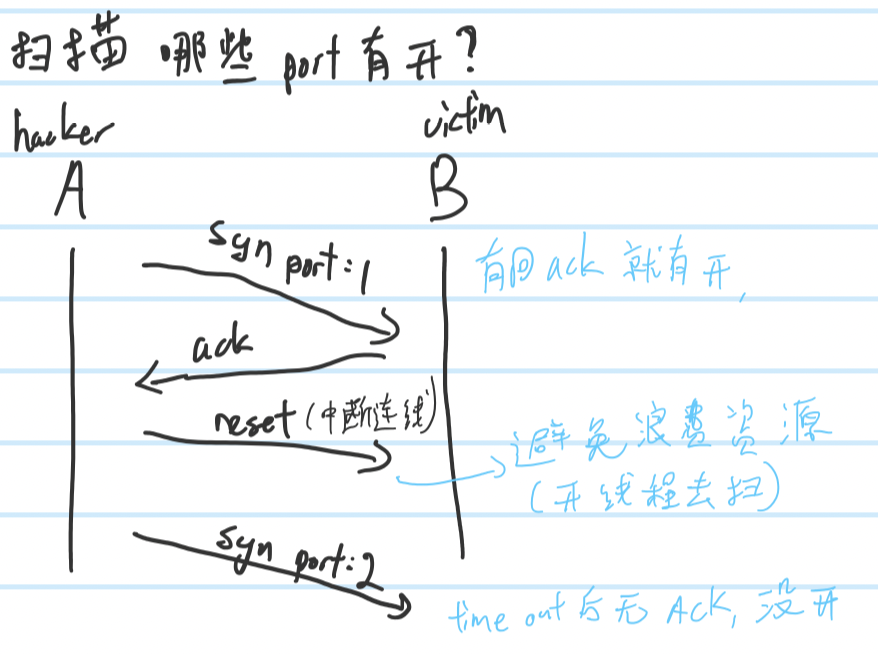 扫描 哪些 port 有开?
hacker
victim
A
B
syn port:1
有回 ack 就有开,
ack
reset (中断连线)
避免浪费资源
(开线程去扫)
syn port:2
time out 后无 ACK, 没开